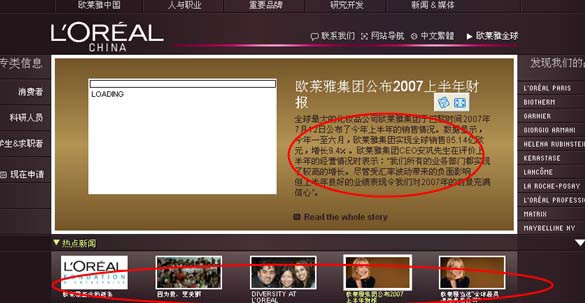 欧莱雅中国 人与职业 重要品牌 研究开发 新闻 & 媒体
L'ORÉAL
CHINA
联系我们 网站导航 中文繁體 欧莱雅全球
专类信息
消费者
科研人员
学生&求职者
现在申请
LOADING
欧莱雅集团公布2007上半年财
报
全球最大的化妆品公司欧莱雅集团于巴黎时间2007年
7月12日公布了今年上半年的销售情况。数据显示，
今年一至六月，欧莱雅集团实现全球销售85.14亿欧
元，增长9.4%。欧莱雅集团CEO安巩先生在评价上
半年的经营情况时表示：“我们所有的业务部门都实现
了较高的增长。尽管受汇率波动带来的负面影响，
但上半年良好的业绩表现令我们对2007年的前景充满
信心”。
Read the whole story
发现我们的品
L'ORÉAL PARIS
BIOTHERM
GARNIER
GIORGIO ARMANI
HELENA RUBINSTEI
KERASTASE
LANCÔME
LA ROCHE-POSAY
L'ORÉAL PROFESSI
MATRIX
MAYBELLINE NY
热点新闻
L'ORÉAL
FONDATION
D'ENTREPRISE
因为爱，更美丽
DIVERSITY AT
L'OREAL
欧莱雅集团公布2007
上半年财报